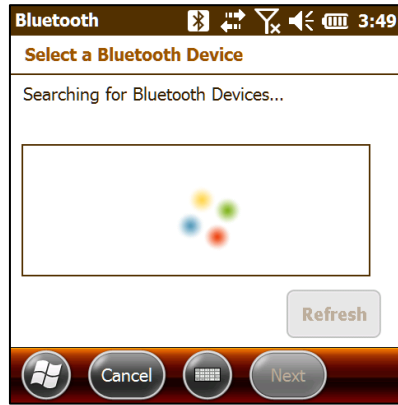 Bluetooth 3:49
Select a Bluetooth Device
Searching for Bluetooth Devices...
Refresh
Cancel Next